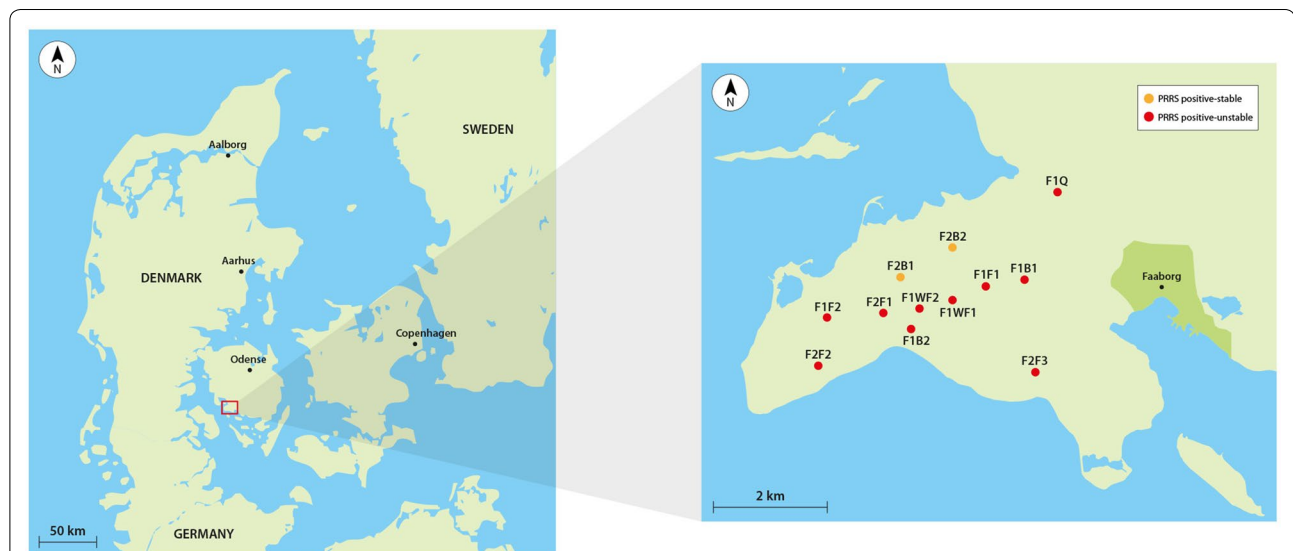 N
Aalborg
SWEDEN
Aarhus
DENMARK
Copenhagen
Odense
50 km
GERMANY
N
PRRS positive-stable
PRRS positive-unstable
F1Q
F2B2
F2B1
F1F1
F1B1
Faaborg
F1F2
F2F1
F1WF2
F1WF1
F1B2
F2F2
F2F3
2 km